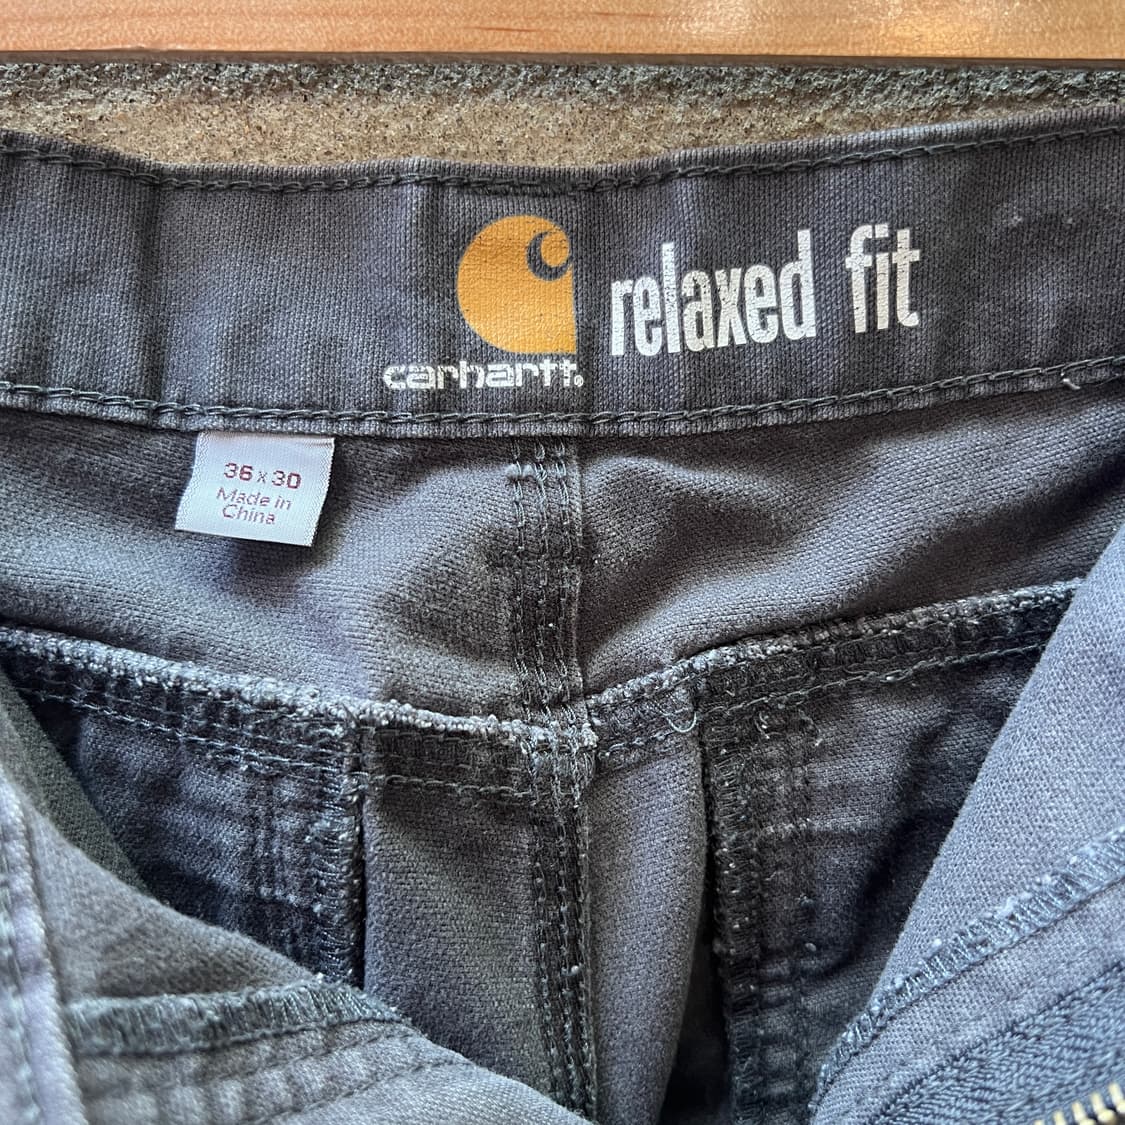 relaxed fit
carhartt.
36 x 30
Made in
China